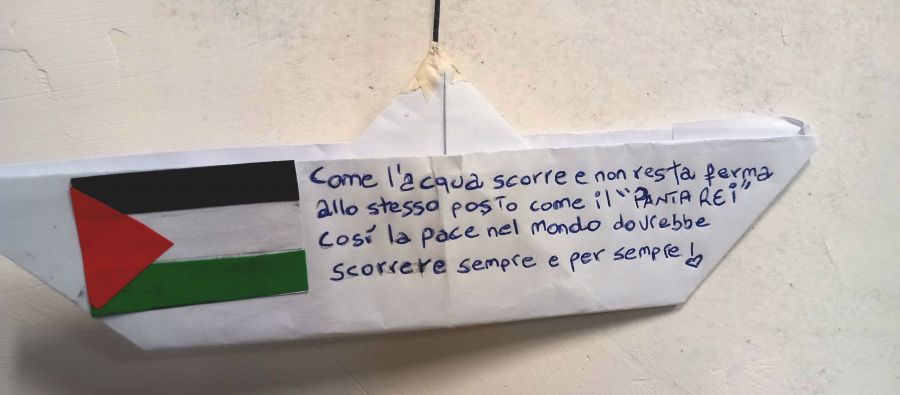 Come l'acqua scorre e non resta ferma
allo stesso posto come il "PANTA REI"
così la pace nel mondo dovrebbe
scorrere sempre e per sempre!